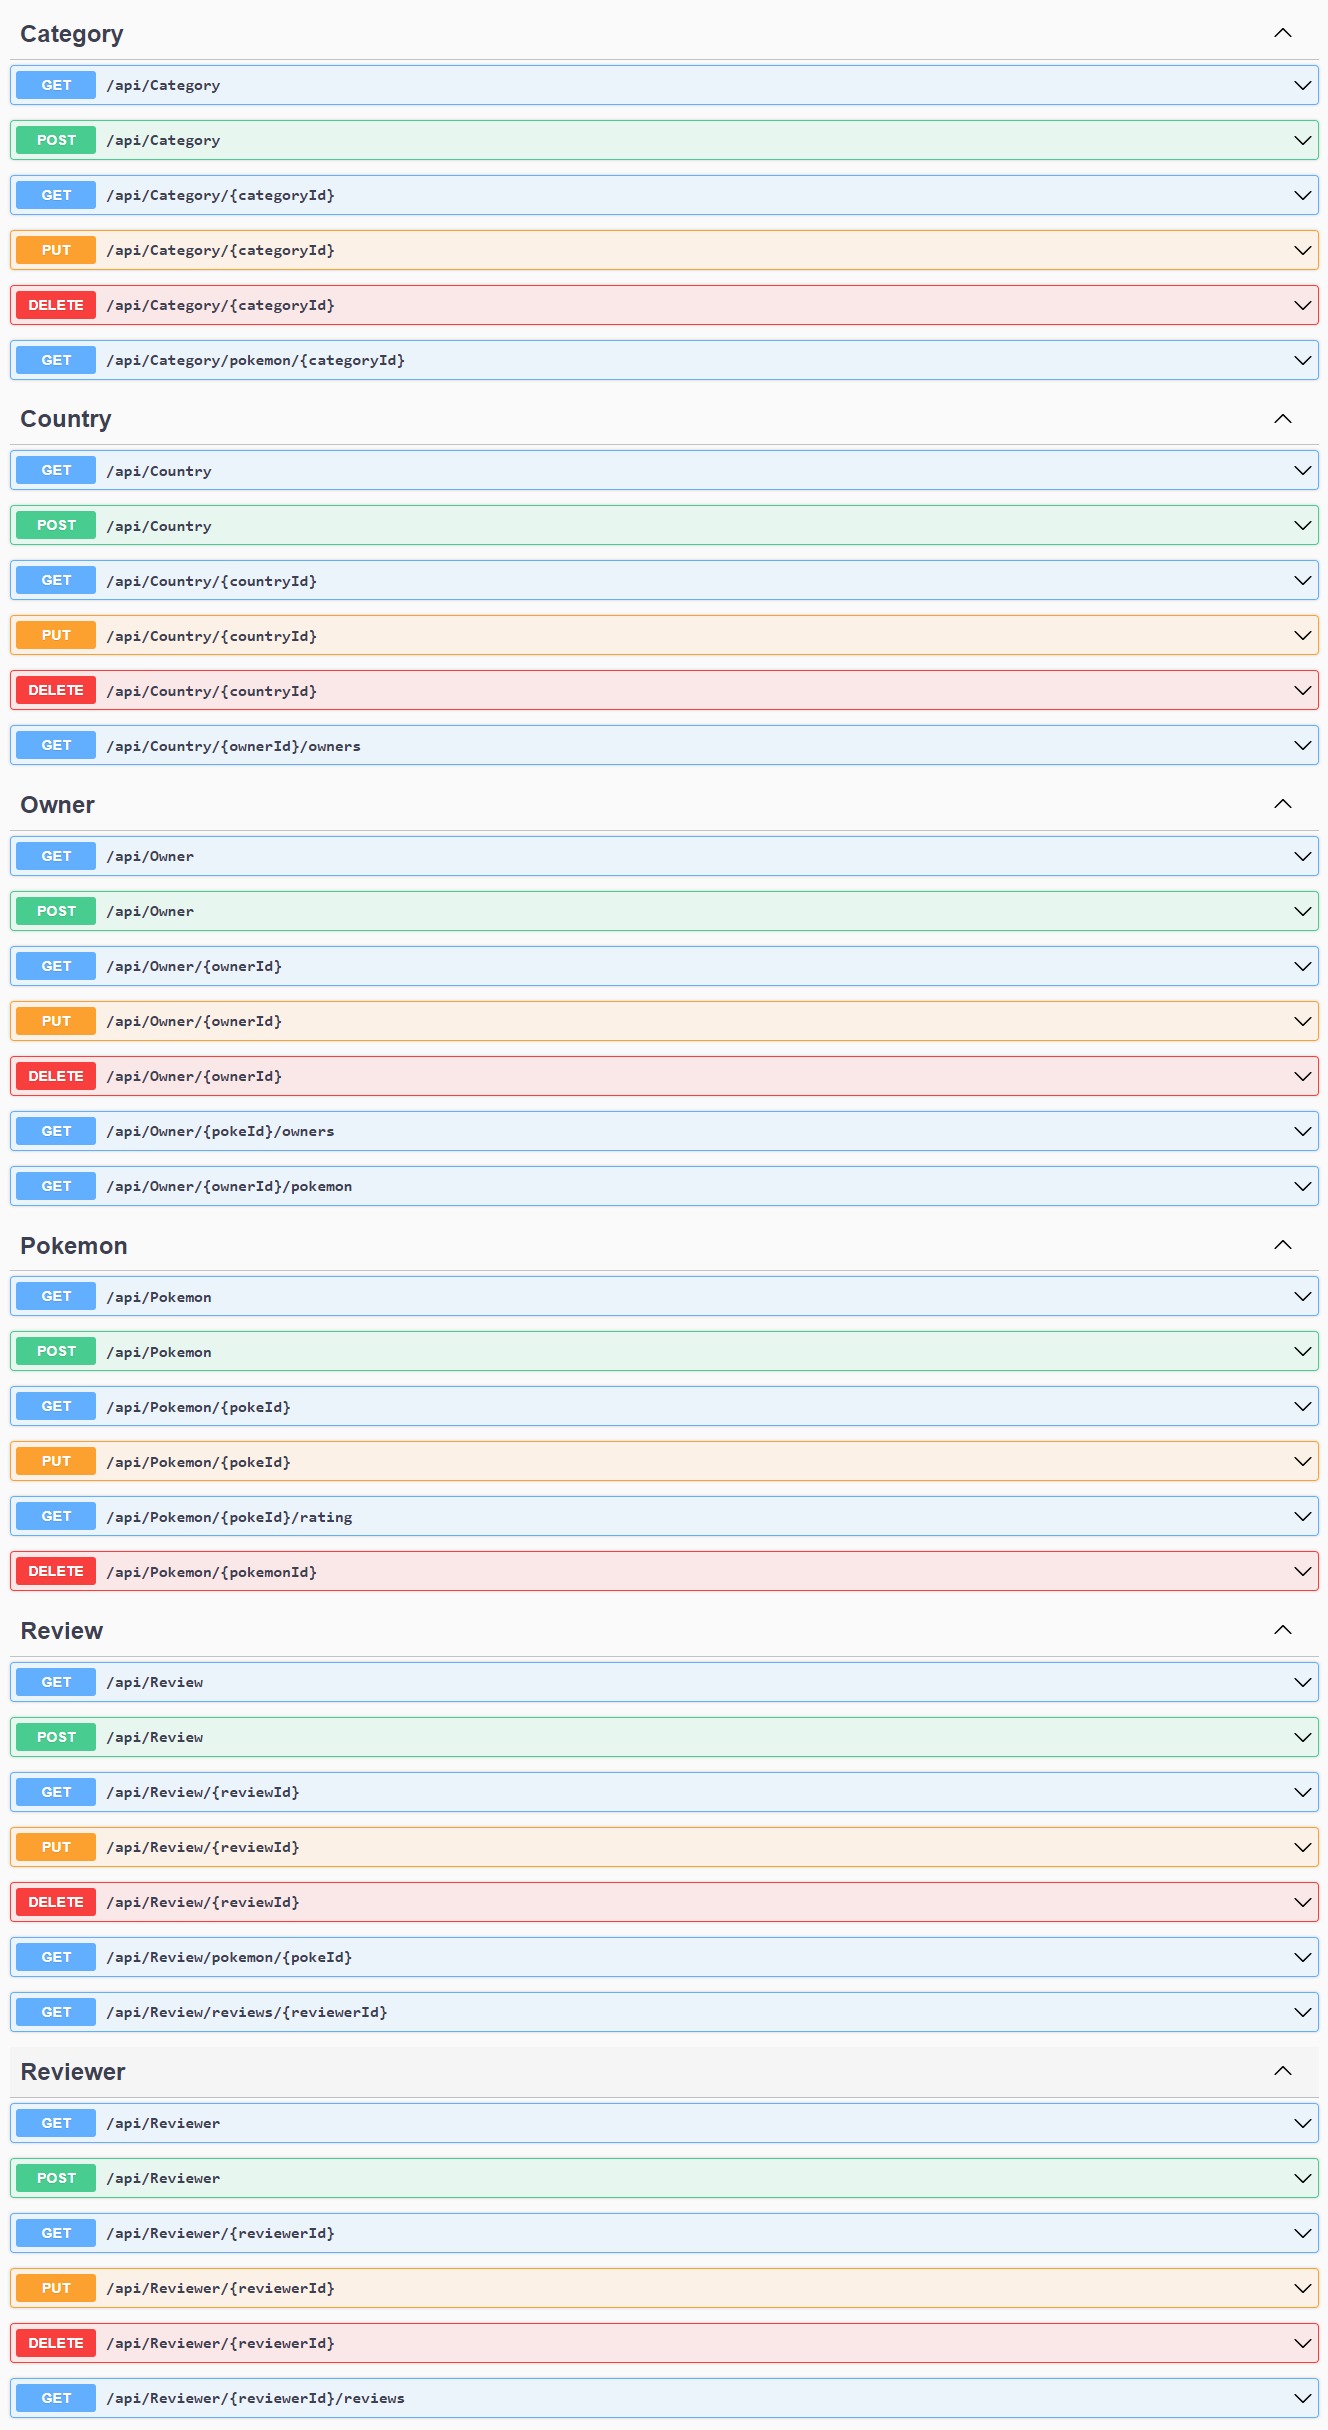 Category
GET /api/Category
POST /api/Category
GET /api/Category/{categoryId}
PUT /api/Category/{categoryId}
DELETE /api/Category/{categoryId}
GET /api/Category/pokemon/{categoryId}
Country
GET /api/Country
POST /api/Country
GET /api/Country/{countryId}
PUT /api/Country/{countryId}
DELETE /api/Country/{countryId}
GET /api/Country/{ownerId}/owners
Owner
GET /api/Owner
POST /api/Owner
GET /api/Owner/{ownerId}
PUT /api/Owner/{ownerId}
DELETE /api/Owner/{ownerId}
GET /api/Owner/{pokeId}/owners
GET /api/Owner/{ownerId}/pokemon
Pokemon
GET /api/Pokemon
POST /api/Pokemon
GET /api/Pokemon/{pokeId}
PUT /api/Pokemon/{pokeId}
GET /api/Pokemon/{pokeId}/rating
DELETE /api/Pokemon/{pokemonId}
Review
GET /api/Review
POST /api/Review
GET /api/Review/{reviewId}
PUT /api/Review/{reviewId}
DELETE /api/Review/{reviewId}
GET /api/Review/pokemon/{pokeId}
GET /api/Review/reviews/{reviewerId}
Reviewer
GET /api/Reviewer
POST /api/Reviewer
GET /api/Reviewer/{reviewerId}
PUT /api/Reviewer/{reviewerId}
DELETE /api/Reviewer/{reviewerId}
GET /api/Reviewer/{reviewerId}/reviews